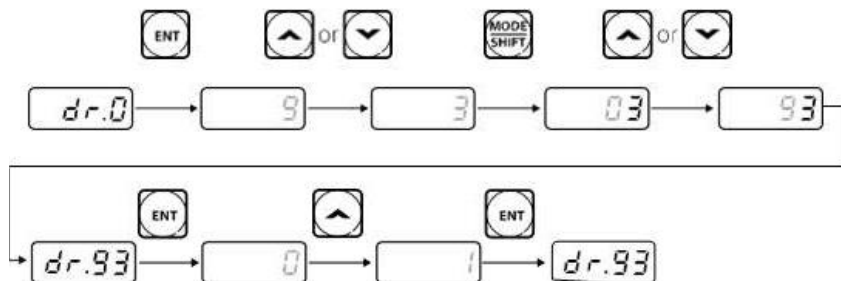 ENT or MODE SHIFT or
dr.0 9 3 03 93
ENT ENT
dr.93 0 1 dr.93